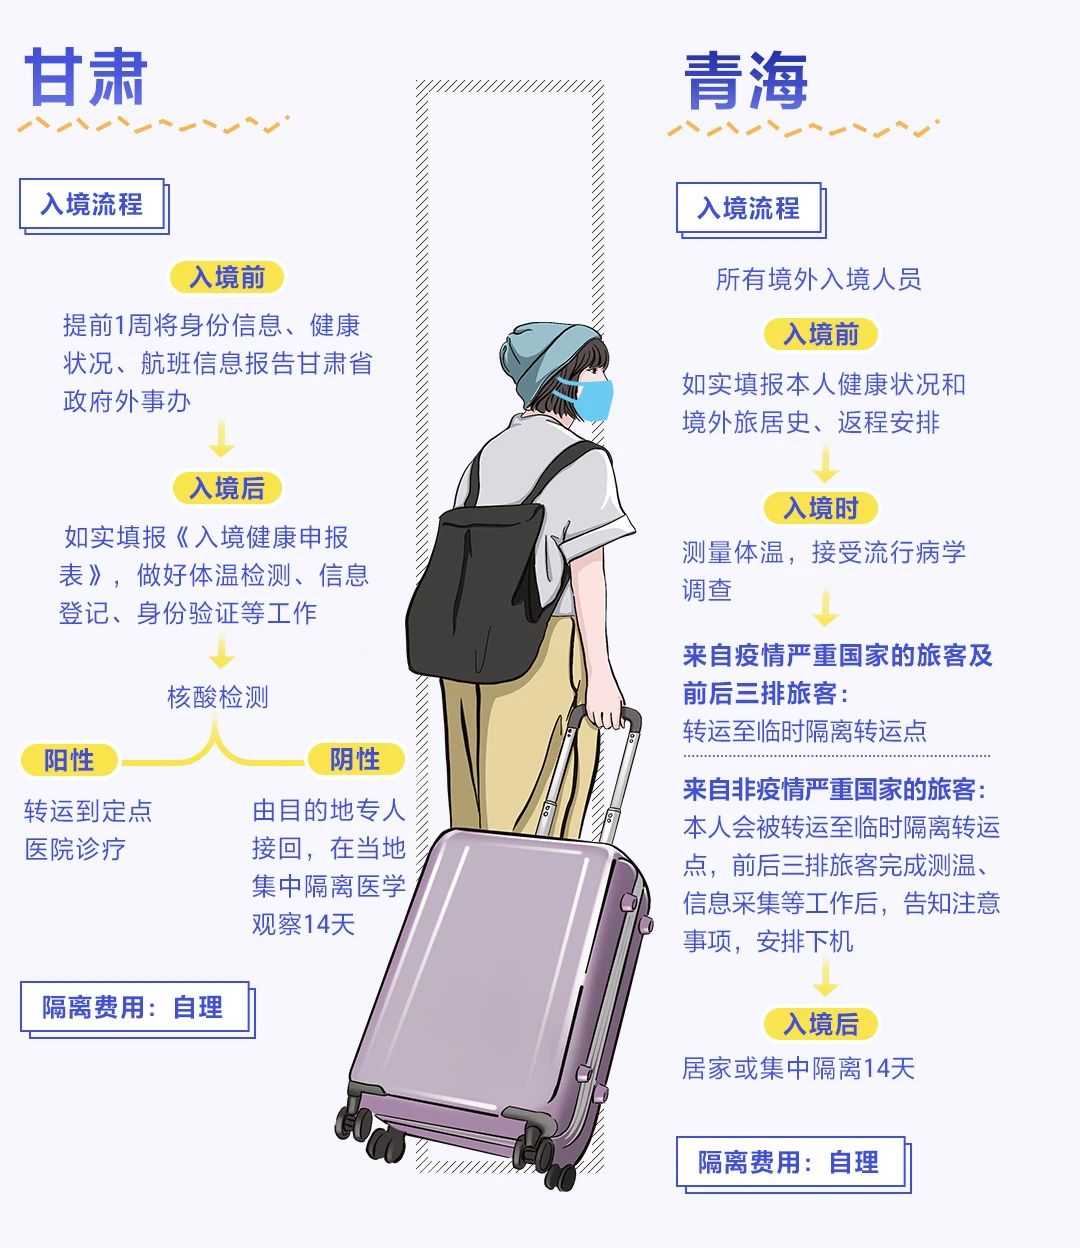 甘肃
入境流程
入境前
提前1周将身份信息、健康
状况、航班信息报告甘肃省
政府外事办
入境后
如实填报《入境健康申报
表》，做好体温检测、信息
登记、身份验证等工作
核酸检测
阳性
转运到定点
医院诊疗
阴性
由目的地专人
接回，在当地
集中隔离医学
观察14天
隔离费用：自理
青海
入境流程
所有境外入境人员
入境前
如实填报本人健康状况和
境外旅居史、返程安排
入境时
测量体温，接受流行病学
调查
来自疫情严重国家的旅客及
前后三排旅客：
转运至临时隔离转运点
来自非疫情严重国家的旅客：
本人会被转运至临时隔离转运
点，前后三排旅客完成测温、
信息采集等工作后，告知注意
事项，安排下机
入境后
居家或集中隔离14天
隔离费用：自理